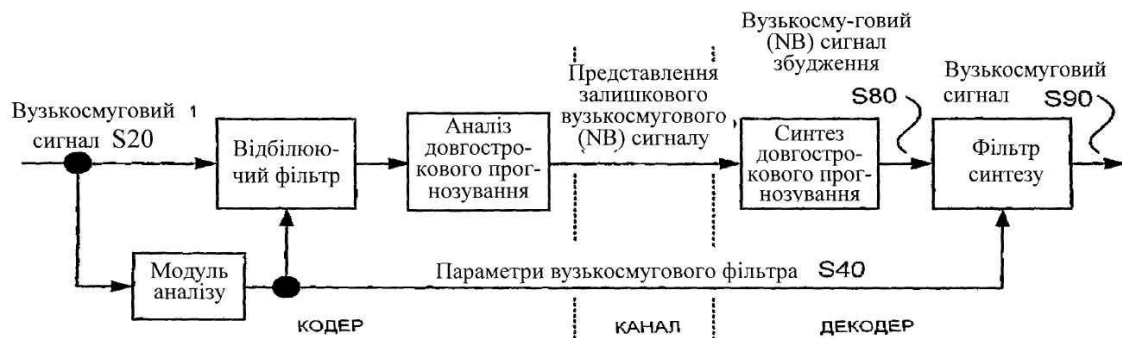 Вузькосмуговий 1
сигнал S20
Відбілюю-
чий фільтр
Аналіз
довгостро-
кового прог-
нозування
Представлення
залишкового
вузькосмугового
(NB) сигналу
Вузькосму-говий
(NB) сигнал
збудження
S80
Синтез
довгостро-
кового прог-
нозування
Вузькосмуговий
сигнал S90
Фільтр
синтезу
Модуль
аналізу
Параметри вузькосмугового фільтра S40
КОДЕР
КАНАЛ
ДЕКОДЕР